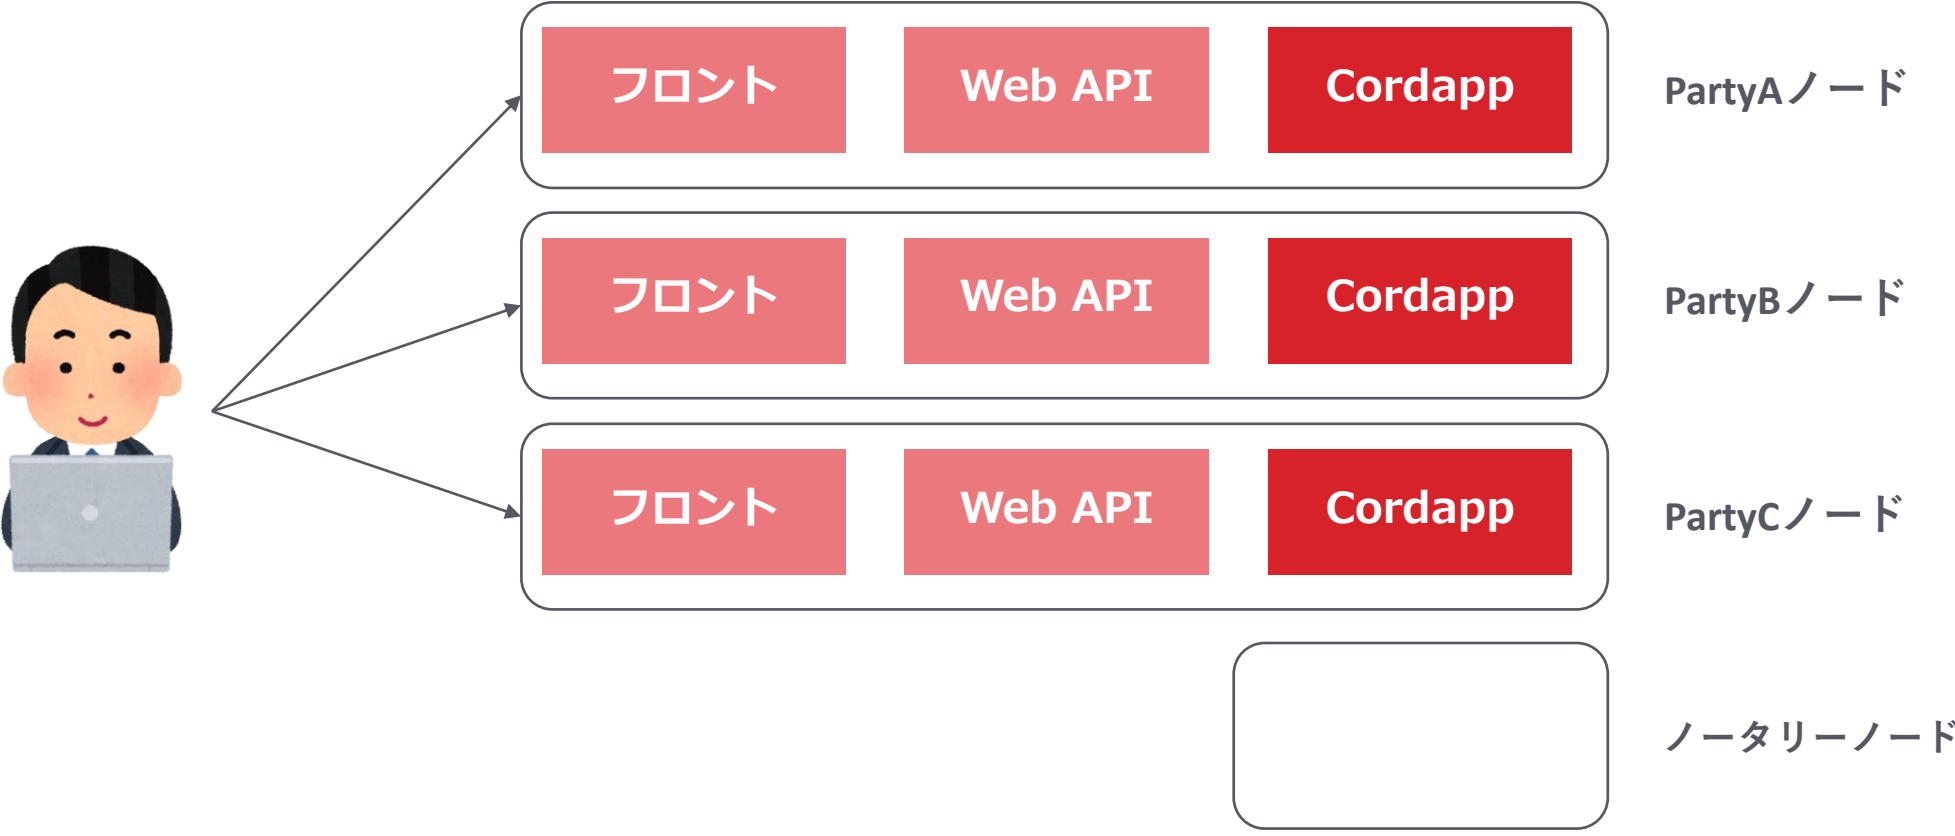 フロント
Web API
Cordapp
PartyAノード
フロント
Web API
Cordapp
PartyBノード
フロント
Web API
Cordapp
PartyCノード
ノータリーノード